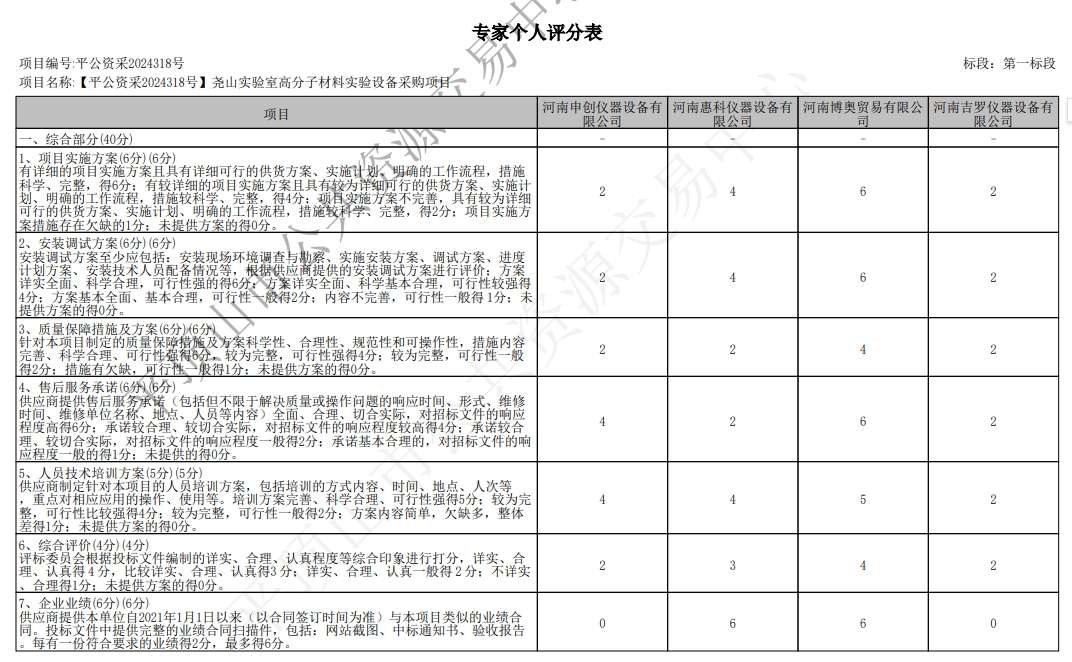 专家个人评分表
项目编号:平公资采2024318号
标段: 第一标段
项目名称:【平公资采2024318号】尧山实验室高分子材料实验设备采购项目
项目
河南申创仪器设备有
限公司
河南惠科仪器设备有
限公司
河南博奥贸易有限公
司
河南吉罗仪器设备有
限公司
一、综合部分(40分)
-
-
-
-
1、项目实施方案(6分)(6分)
有详细的项目实施方案且具有详细可行的供货方案、实施计划、明确的工作流程，措施
科学、完整，得6分；有较详细的项目实施方案且具有较为详细可行的供货方案、实施计
划、明确的工作流程，措施较科学、完整，得4分；项目实施方案不完善，具有较为详细
可行的供货方案、实施计划、明确的工作流程，措施较科学、完整，得2分；项目实施方
案措施存在欠缺的1分；未提供方案的得0分。
2
4
6
2
2、安装调试方案(6分)(6分)
安装调试方案至少应包括：安装现场环境调查与勘察、实施安装方案、调试方案、进度
计划方案、安装技术人员配备情况等，根据供应商提供的安装调试方案进行评价：方案
详实全面、科学合理，可行性强的得6分；方案详实全面、科学基本合理，可行性较强得
4分；方案基本全面、基本合理，可行性一般得2分；内容不完善，可行性一般得 1分；未
提供方案的得0分。
2
4
6
2
3、质量保障措施及方案(6分)(6分)
针对本项目制定的质量保障措施及方案科学性、合理性、规范性和可操作性，措施内容
完善、科学合理、可行性强得6分，较为完整，可行性强得4分；较为完整，可行性一般
得2分；措施有欠缺，可行性一般得1分；未提供方案的得0分。
2
2
4
2
4、售后服务承诺(6分)(6分)
供应商提供售后服务承诺（包括但不限于解决质量或操作问题的响应时间、形式、维修
时间、维修单位名称、地点、人员等内容）全面、合理、切合实际，对招标文件的响应
程度高得6分；承诺较合理、较切合实际，对招标文件的响应程度较高得4分；承诺较合
理、较切合实际，对招标文件的响应程度一般得2分；承诺基本合理的，对招标文件的响
应程度一般的得1分；未提供的得0分。
4
2
6
2
5、人员技术培训方案(5分)(5分)
供应商制定针对本项目的人员培训方案，包括培训的方式内容、时间、地点、人次等
，重点对相应应用的操作、使用等。培训方案完善、科学合理、可行性强得5分；较为完
整，可行性比较强得4分；较为完整，可行性一般得2分；方案内容简单，欠缺多，整体
差得1分；未提供方案的得0分。
4
4
5
2
6、综合评价(4分)(4分)
评标委员会根据投标文件编制的详实、合理、认真程度等综合印象进行打分，详实、合
理、认真得 4 分，比较详实、合理、认真得3 分；详实、合理、认真一般得 2 分；不详实
、合理得1分；未提供方案的得0分。
2
3
4
2
7、企业业绩(6分)(6分)
供应商提供本单位自2021年1月1日以来（以合同签订时间为准）与本项目类似的业绩合
同。投标文件中提供完整的业绩合同扫描件，包括：网站截图、中标通知书、验收报告
。每有一份符合要求的业绩得2分，最多得6分。
0
6
6
0
平顶山市公共资源交易中心
平顶山市公共资源交易中心